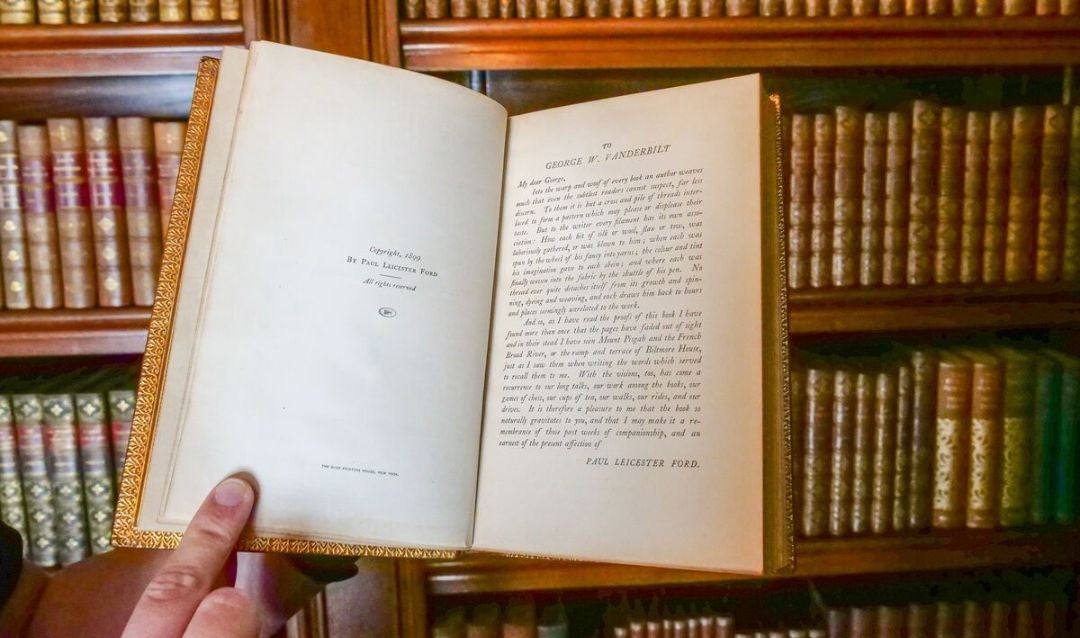 Copyright, 1899
By Paul Leicester Ford
All rights reserved
TO
GEORGE W. VANDERBILT
My dear George,
Into the warp and woof of every book an author weaves
much that even the subtlest readers cannot suspect, far less
discern. To them it is but a cross and pile of threads inter-
laced to form a pattern which may please or displease their
taste. But to the writer every filament has its own asso-
ciation: How each bit of silk or wool, flax or tow, was
laboriously gathered, or was blown to him; when each was
spun by the wheel of his fancy into yarns; the colour and tint
his imagination gave to each skein; and where each was
finally woven into the fabric by the shuttle of his pen. No
thread ever quite detaches itself from its growth and spin-
ning, dyeing and weaving, and each draws him back to hours
and places seemingly unrelated to the work.
And so, as I have read the proofs of this book I have
found more than once that the pages have faded out of sight
and in their stead I have seen Mount Pisgah and the French
Broad River, or the ramp and terrace of Biltmore House,
just as I saw them when writing the words which served
to recall them to me. With the visions, too, has come a
recurrence to our long talks, our work among the books, our
games of chess, our cups of tea, our walks, our rides, and our
drives. It is therefore a pleasure to me that the book so
naturally gravitates to you, and that I may make it a re-
membrance of those past weeks of companionship, and an
earnest of the present affection of
PAUL LEICESTER FORD.